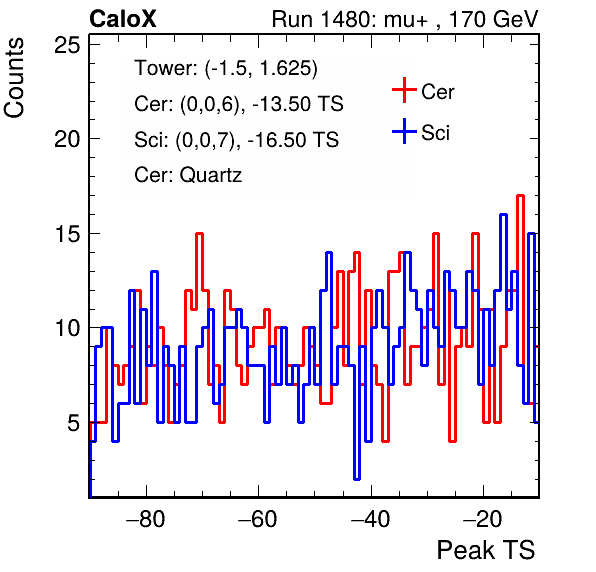 CaloX Run 1480: mu+ , 170 GeV
Counts
Tower: (-1.5, 1.625)
Cer: (0,0,6), -13.50 TS
Sci: (0,0,7), -16.50 TS
Cer: Quartz
Cer
Sci
25
20
15
10
5
−80 −60 −40 −20
Peak TS